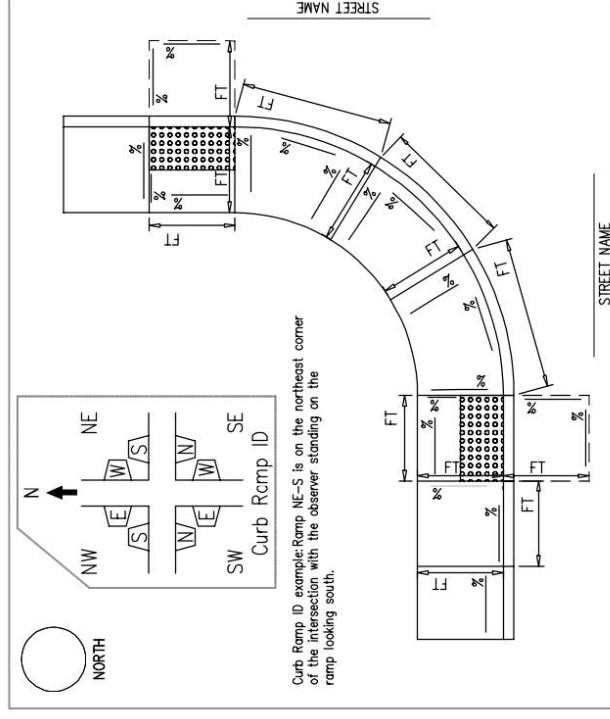 NORTH
N
NW
NE
E
W
S
S
N
N
E
W
SW
SE
Curb Rcmp ID
Curb Ramp ID example: Ramp NE-S is on the northeast corner
of the intersection with the observer standing on the
ramp looking south.
STREET NAME
%
%
FT
%
%
%
FT
%
%
FT
FT
%
%
FT
%
%
FT
%
%
FT
%
%
FT
%
FT
%
%
FT
%
FT
%
%
%
FT
%
FT
%
STREET NAME